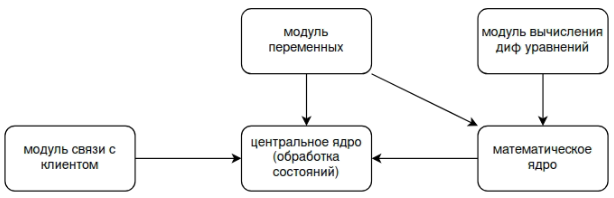 модуль
переменных
модуль вычисления
диф уравнений
модуль связи с
клиентом
центральное ядро
(обработка
состояний)
математическое
ядро